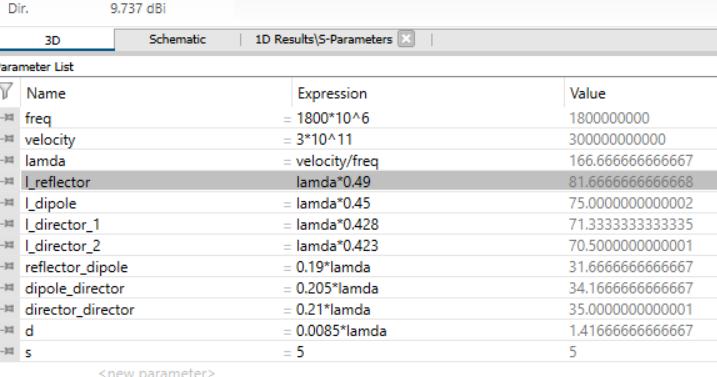 Dir. 9.737 dBi
3D Schematic 1D Results\S-Parameters
Parameter List
Name Expression Value
freq = 1800*10^6 1800000000
velocity = 3*10^11 300000000000
lamda = velocity/freq 166.666666666667
l_reflector lamda*0.49 81.6666666666668
l_dipole = lamda*0.45 75.0000000000002
l_director_1 = lamda*0.428 71.3333333333335
l_director_2 = lamda*0.423 70.5000000000001
reflector_dipole = 0.19*lamda 31.6666666666667
dipole_director = 0.205*lamda 34.1666666666667
director_director = 0.21*lamda 35.0000000000001
d = 0.0085*lamda 1.41666666666667
s = 5 5
<new parameter>